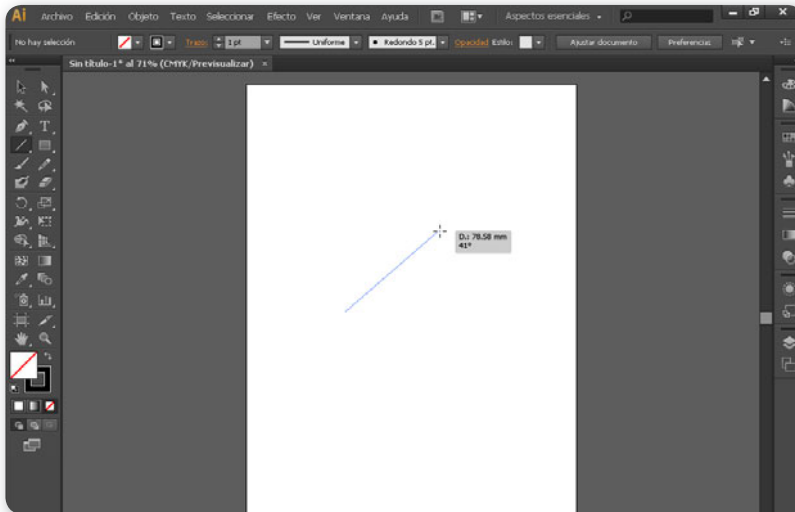 Ai Archivo Edición Objeto Texto Seleccionar Efecto Ver Ventana Ayuda Aspectos esenciales
No hay selección Trazo: 1 pt Uniforme Redondo 5 pt. Opacidad Estilo: Ajustar documento Preferencias
Sin título-1* al 71% (CMYK/Previsualizar) ×
D.: 78.58 mm
41°